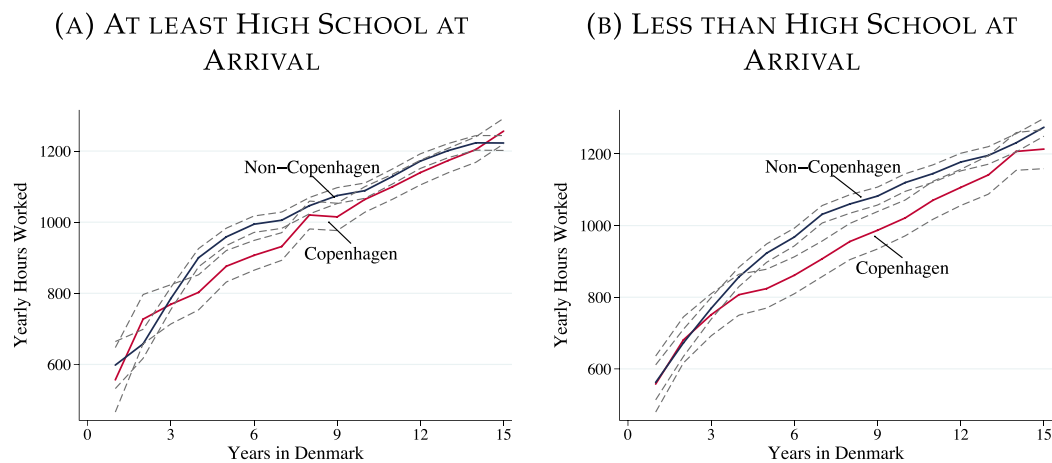 (A) AT LEAST HIGH SCHOOL AT
ARRIVAL
Yearly Hours Worked
1200
1000
800
600
Non−Copenhagen
Copenhagen
0 3 6 9 12 15
Years in Denmark
(B) LESS THAN HIGH SCHOOL AT
ARRIVAL
Yearly Hours Worked
1200
1000
800
600
Non−Copenhagen
Copenhagen
0 3 6 9 12 15
Years in Denmark